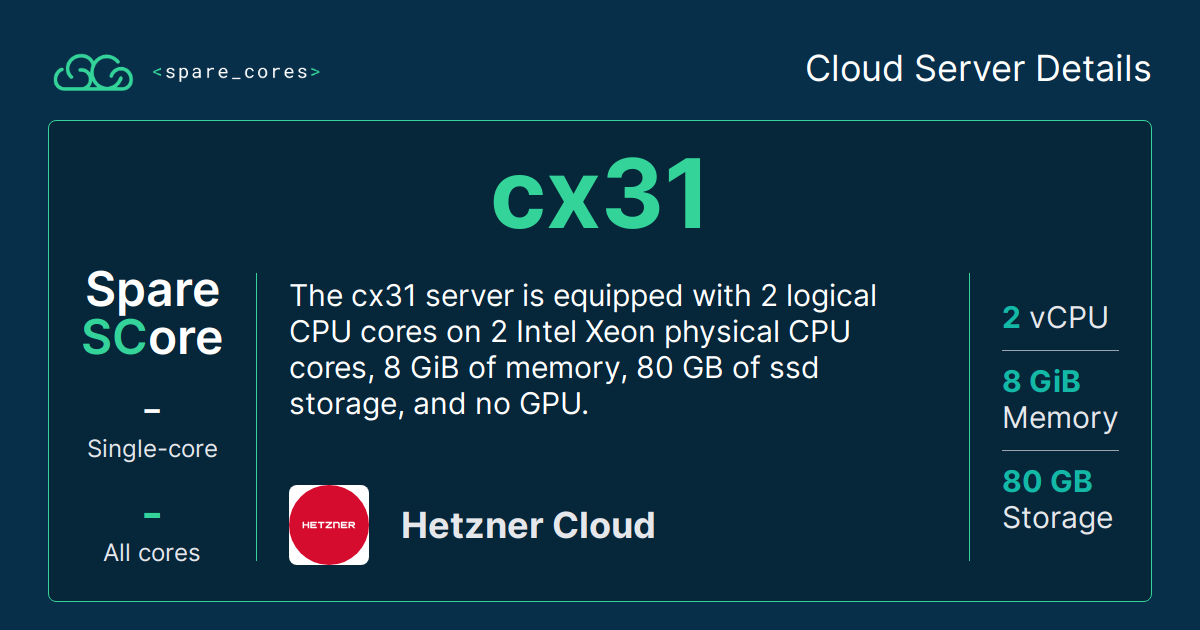 <spare_cores>
Cloud Server Details
cx31
Spare
SCore
-
Single-core
-
All cores
The cx31 server is equipped with 2 logical
CPU cores on 2 Intel Xeon physical CPU
cores, 8 GiB of memory, 80 GB of ssd
storage, and no GPU.
HETZNER
Hetzner Cloud
2 vCPU
8 GiB
Memory
80 GB
Storage